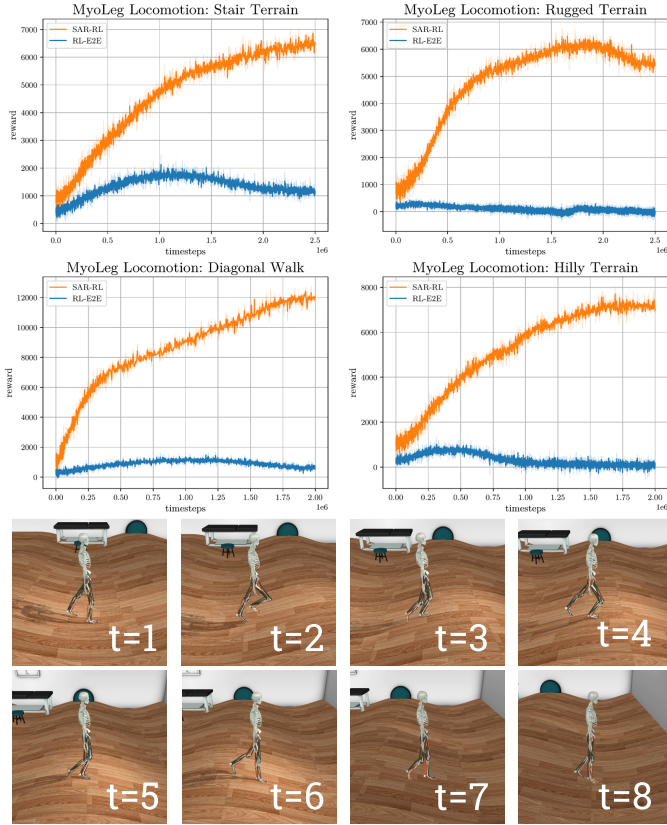 MyoLeg Locomotion: Stair Terrain
SAR-RL
RL-E2E
reward
7000
6000
5000
4000
3000
2000
1000
0
0.0 0.5 1.0 1.5 2.0 2.5
timesteps
1e6
MyoLeg Locomotion: Rugged Terrain
SAR-RL
RL-E2E
reward
7000
6000
5000
4000
3000
2000
1000
0
0.0 0.5 1.0 1.5 2.0 2.5
timesteps
1e6
MyoLeg Locomotion: Diagonal Walk
SAR-RL
RL-E2E
reward
12000
10000
8000
6000
4000
2000
0
0.00 0.25 0.50 0.75 1.00 1.25 1.50 1.75 2.00
timesteps
1e6
MyoLeg Locomotion: Hilly Terrain
SAR-RL
RL-E2E
reward
8000
6000
4000
2000
0
0.00 0.25 0.50 0.75 1.00 1.25 1.50 1.75 2.00
timesteps
1e6
t=1
t=2
t=3
t=4
t=5
t=6
t=7
t=8